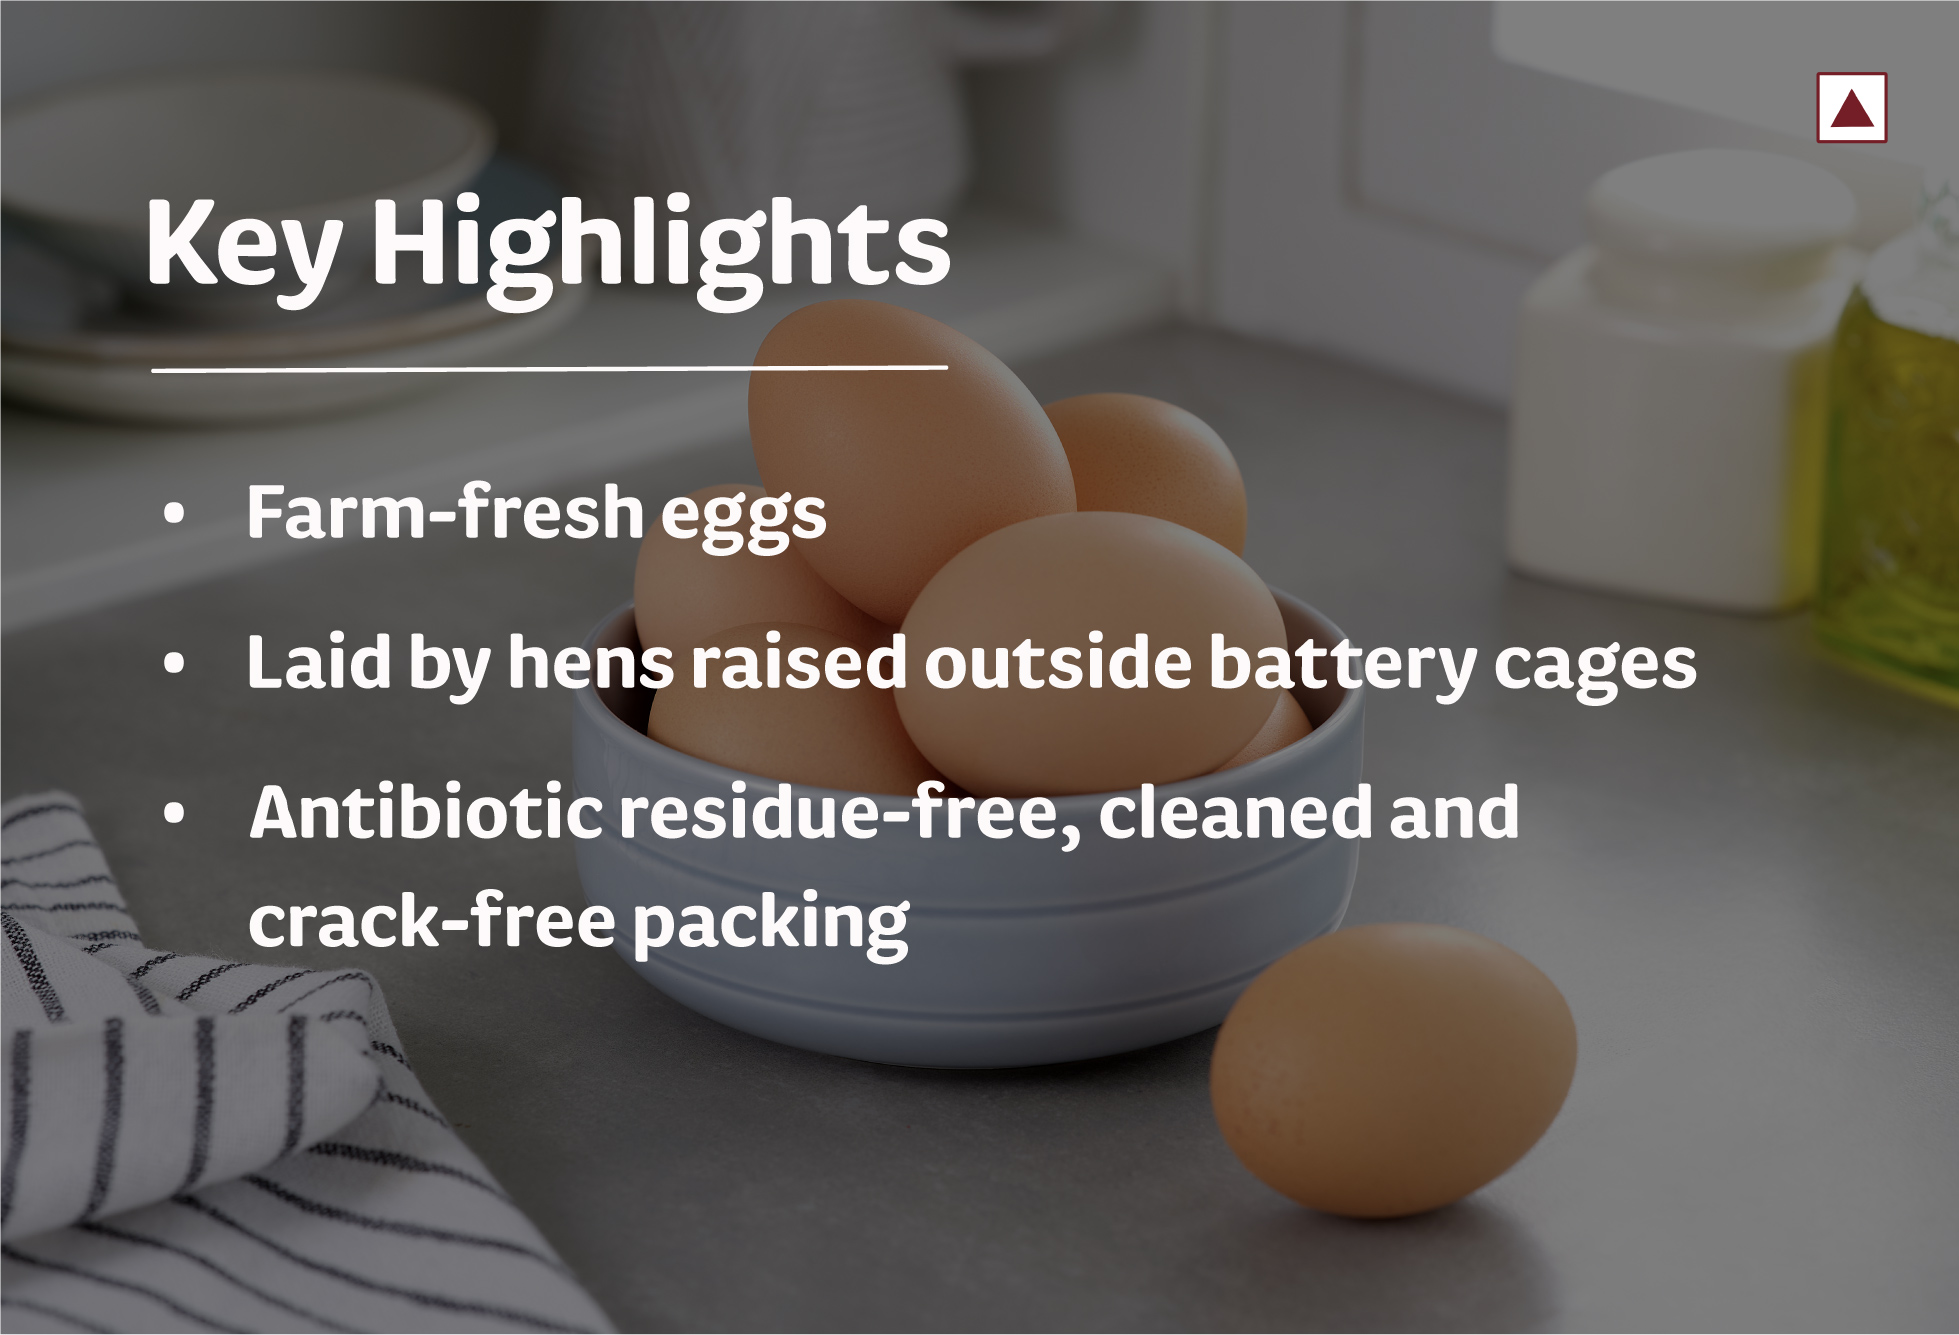 Key Highlights
• Farm-fresh eggs
• Laid by hens raised outside battery cages
• Antibiotic residue-free, cleaned and
crack-free packing